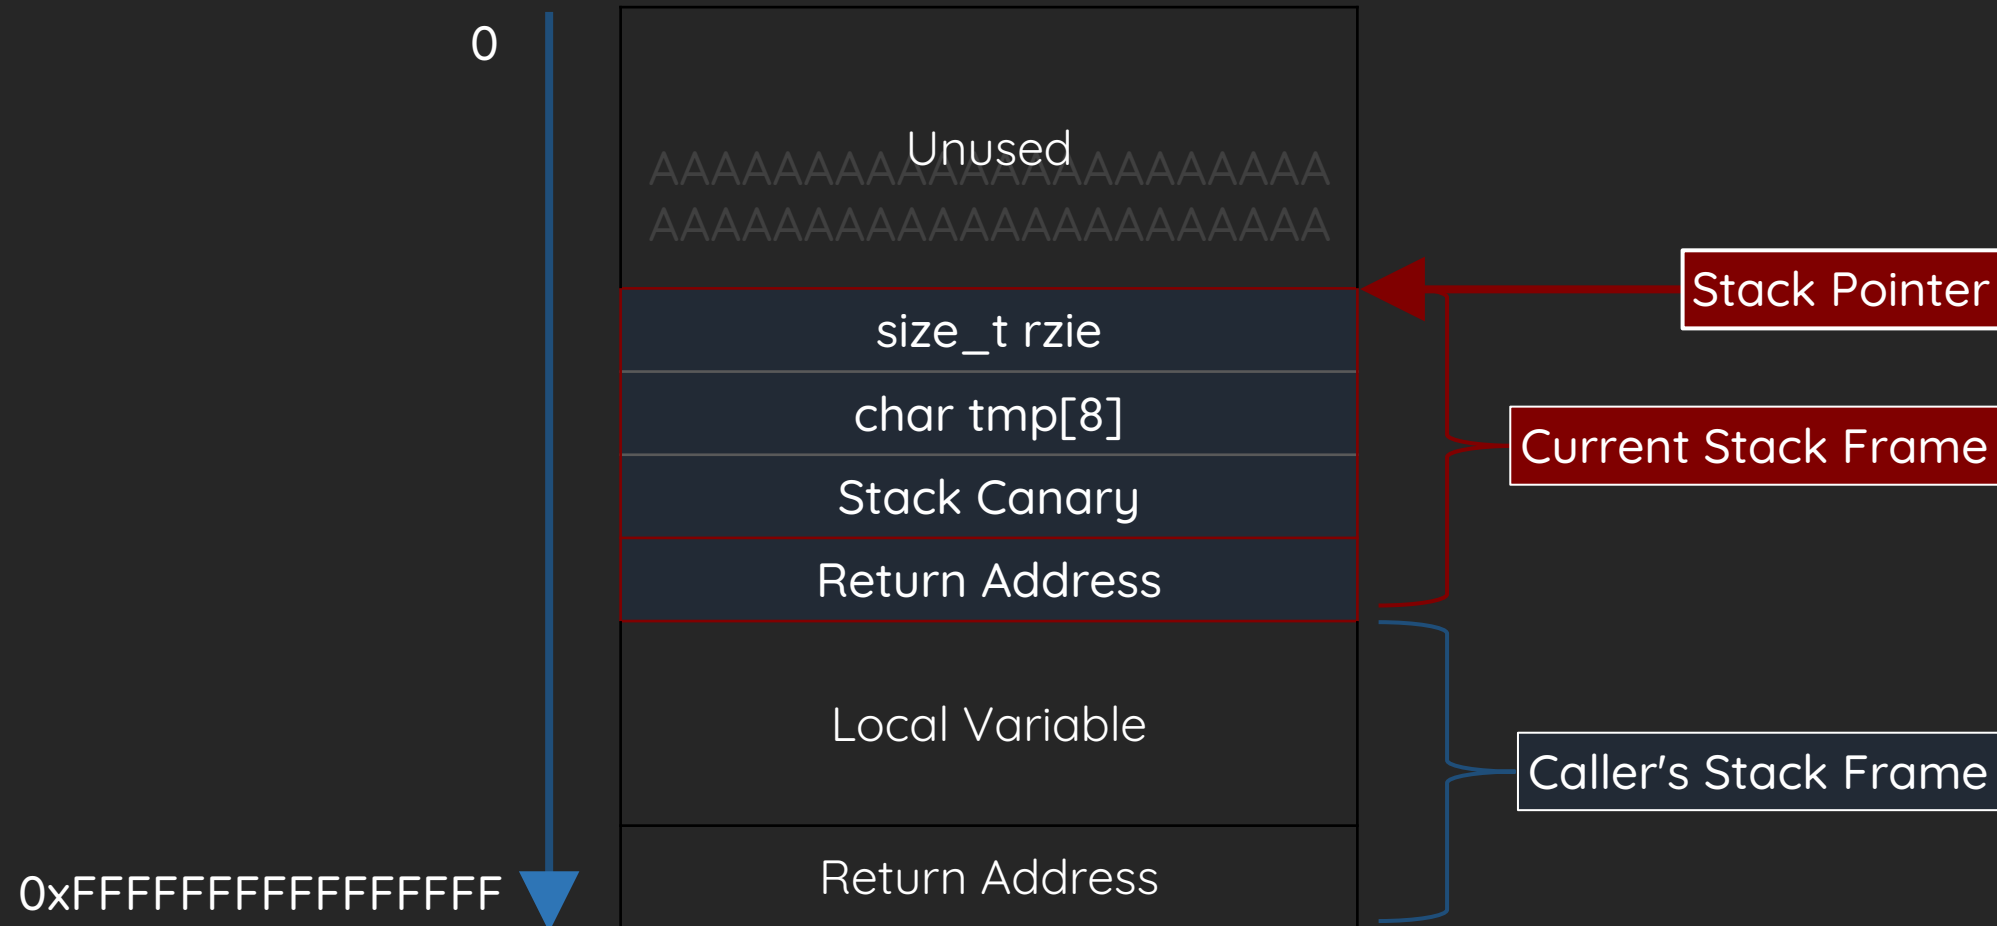 0
Unused
AAAAAAAAAAAAAAAAAAAAAA
AAAAAAAAAAAAAAAAAAAAAA
Stack Pointer
size_t rzie
char tmp[8]
Current Stack Frame
Stack Canary
Return Address
Local Variable
Caller's Stack Frame
Return Address
0xFFFFFFFFFFFFFFFF